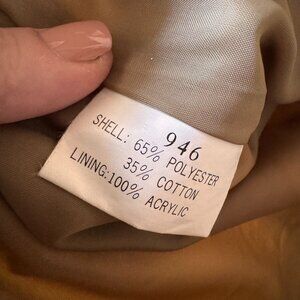 946
SHELL: 65% POLYESTER
35% COTTON
LINING:100% ACRYLIC